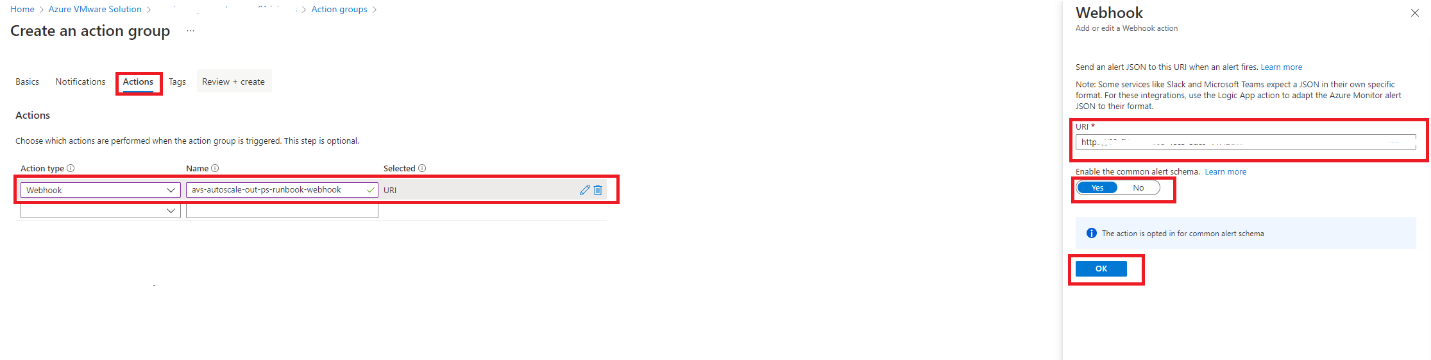 Home > Azure VMware Solution >
Action groups >
Create an action group ...
Basics Notifications Actions Tags Review + create
Actions
Choose which actions are performed when the action group is triggered. This step is optional.
Action type Name Selected
Webhook avs-autoscale-out-ps-runbook-webhook URI
Webhook
Add or edit a Webhook action
Send an alert JSON to this URI when an alert fires. Learn more
Note: Some services like Slack and Microsoft Teams expect a JSON in their own specific
format. For these integrations, use the Logic App action to adapt the Azure Monitor alert
JSON to their format.
URI *
Enable the common alert schema. Learn more
Yes No
The action is opted in for common alert schema
OK